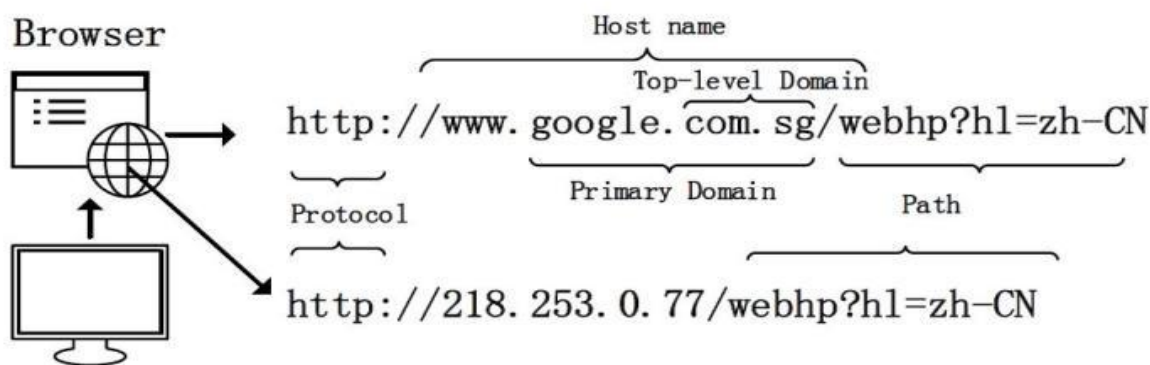 Browser
Host name
Top-level Domain
http://www.google.com.sg/webhp?hl=zh-CN
Primary Domain
Path
Protocol
http://218.253.0.77/webhp?hl=zh-CN